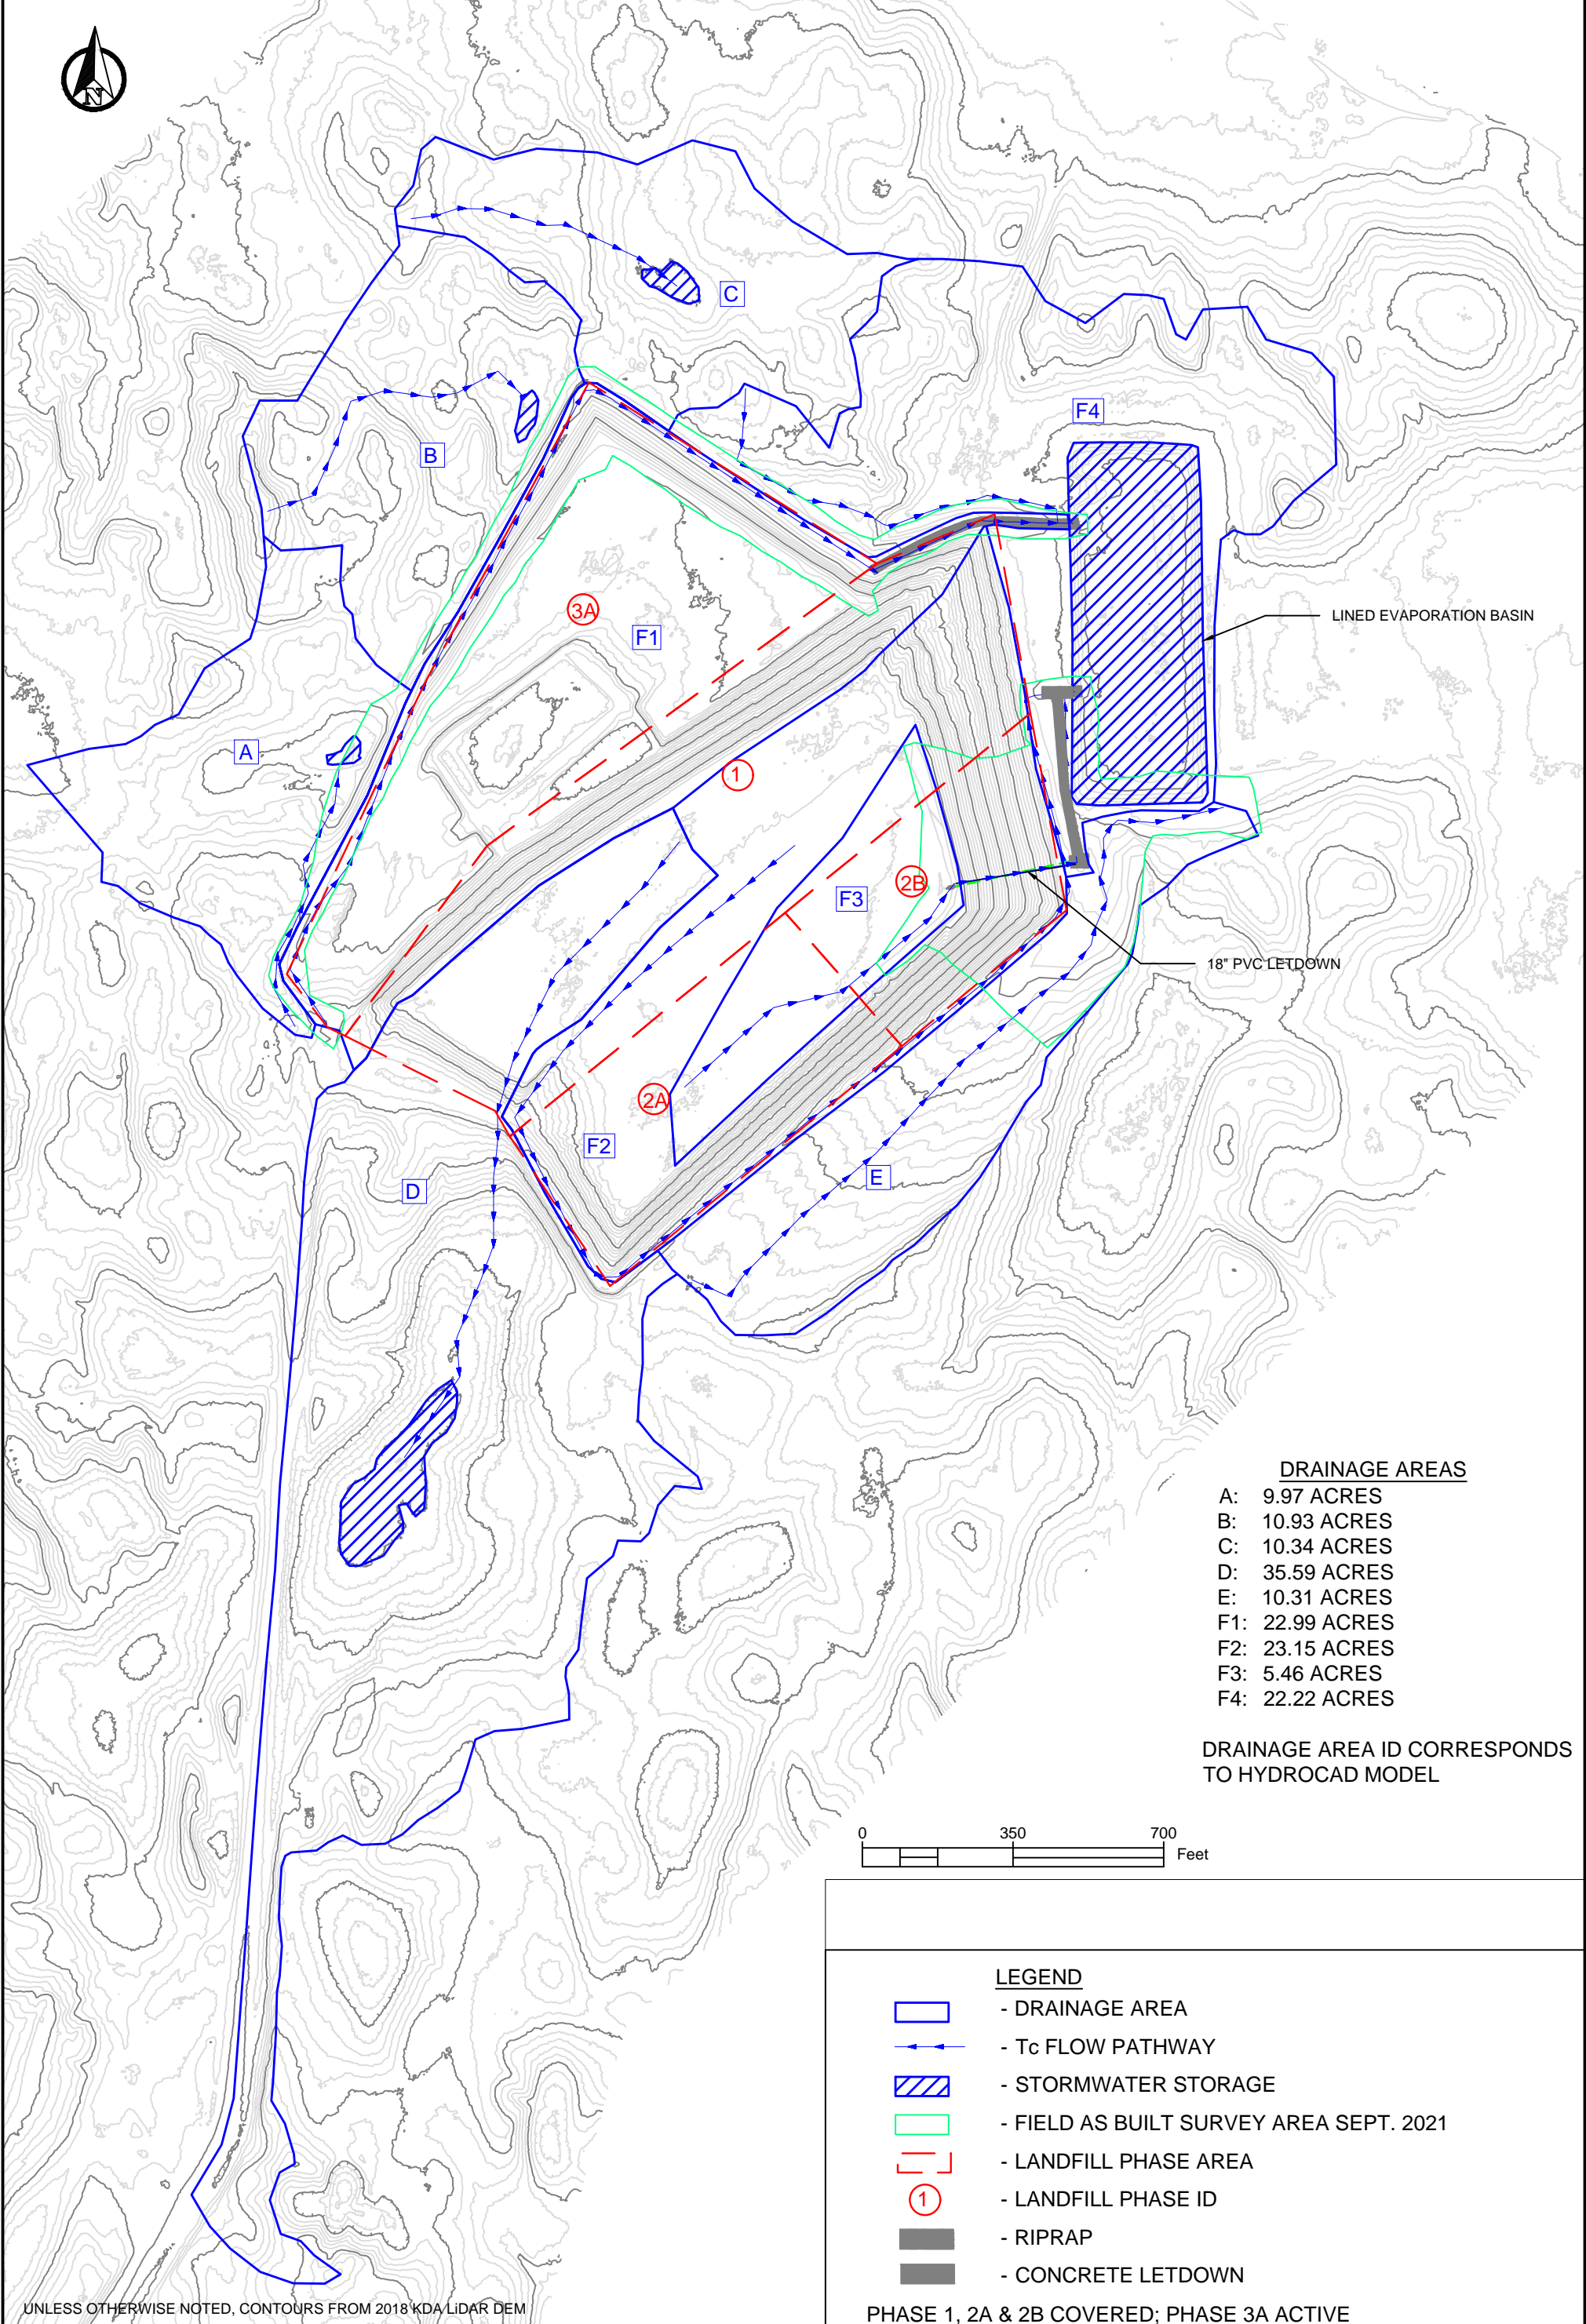 N
C
F4
B
3A
F1
LINED EVAPORATION BASIN
A
1
2B
F3
18" PVC LETDOWN
2A
F2
E
D
DRAINAGE AREAS
A: 9.97 ACRES
B: 10.93 ACRES
C: 10.34 ACRES
D: 35.59 ACRES
E: 10.31 ACRES
F1: 22.99 ACRES
F2: 23.15 ACRES
F3: 5.46 ACRES
F4: 22.22 ACRES
DRAINAGE AREA ID CORRESPONDS
TO HYDROCAD MODEL
0 350 700
Feet
LEGEND
- DRAINAGE AREA
- Tc FLOW PATHWAY
- STORMWATER STORAGE
- FIELD AS BUILT SURVEY AREA SEPT. 2021
- LANDFILL PHASE AREA
1 - LANDFILL PHASE ID
- RIPRAP
- CONCRETE LETDOWN
UNLESS OTHERWISE NOTED, CONTOURS FROM 2018 KDA LiDAR DEM
PHASE 1, 2A & 2B COVERED; PHASE 3A ACTIVE